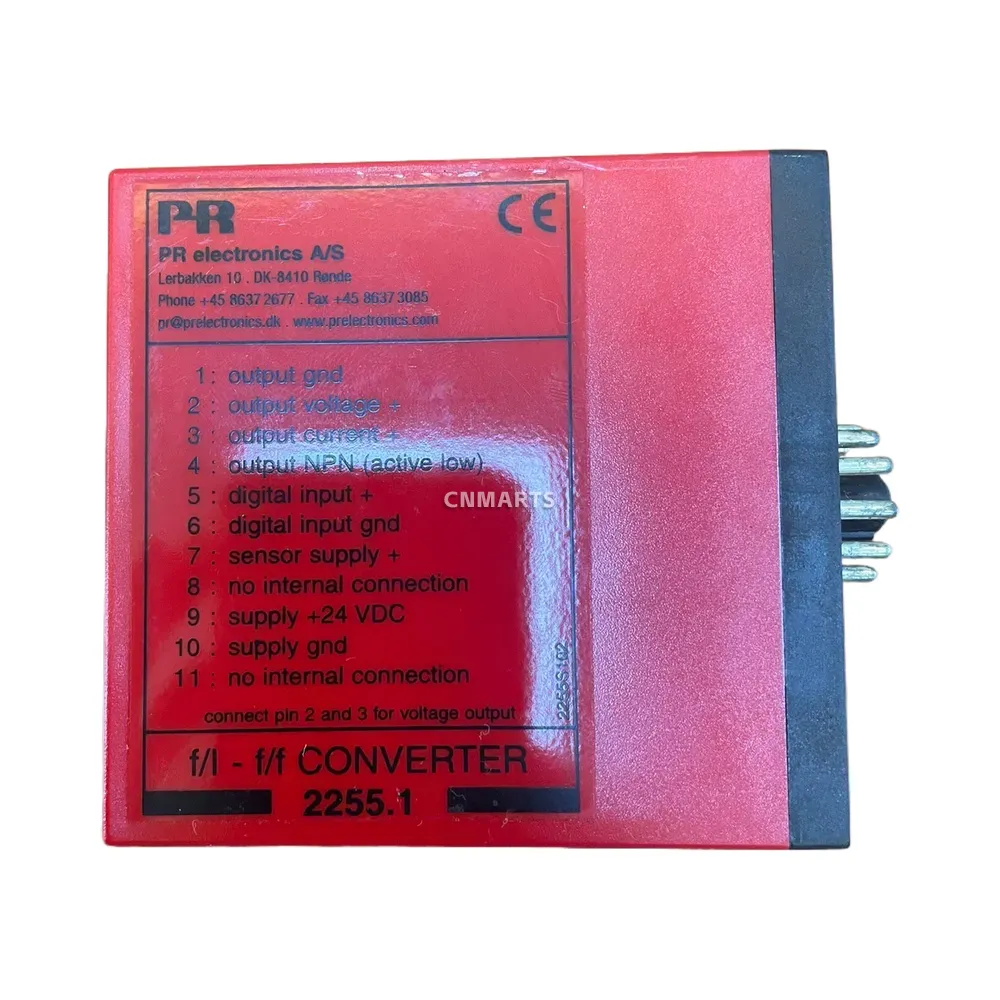 PR
CE
PR electronics A/S
Lerbakken 10 . DK-8410 Rønde
Phone +45 8637 2677 . Fax +45 8637 3085
pr@prelectronics.dk . www.prelectronics.com
1 : output gnd
2 : output voltage +
3 : output current +
4 : output NPN (active low)
5 : digital input +
CNMARTS
6 : digital input gnd
7 : sensor supply +
8 : no internal connection
9 : supply +24 VDC
10 : supply gnd
11 : no internal connection
2255S102
connect pin 2 and 3 for voltage output
f/I - f/f CONVERTER
2255.1